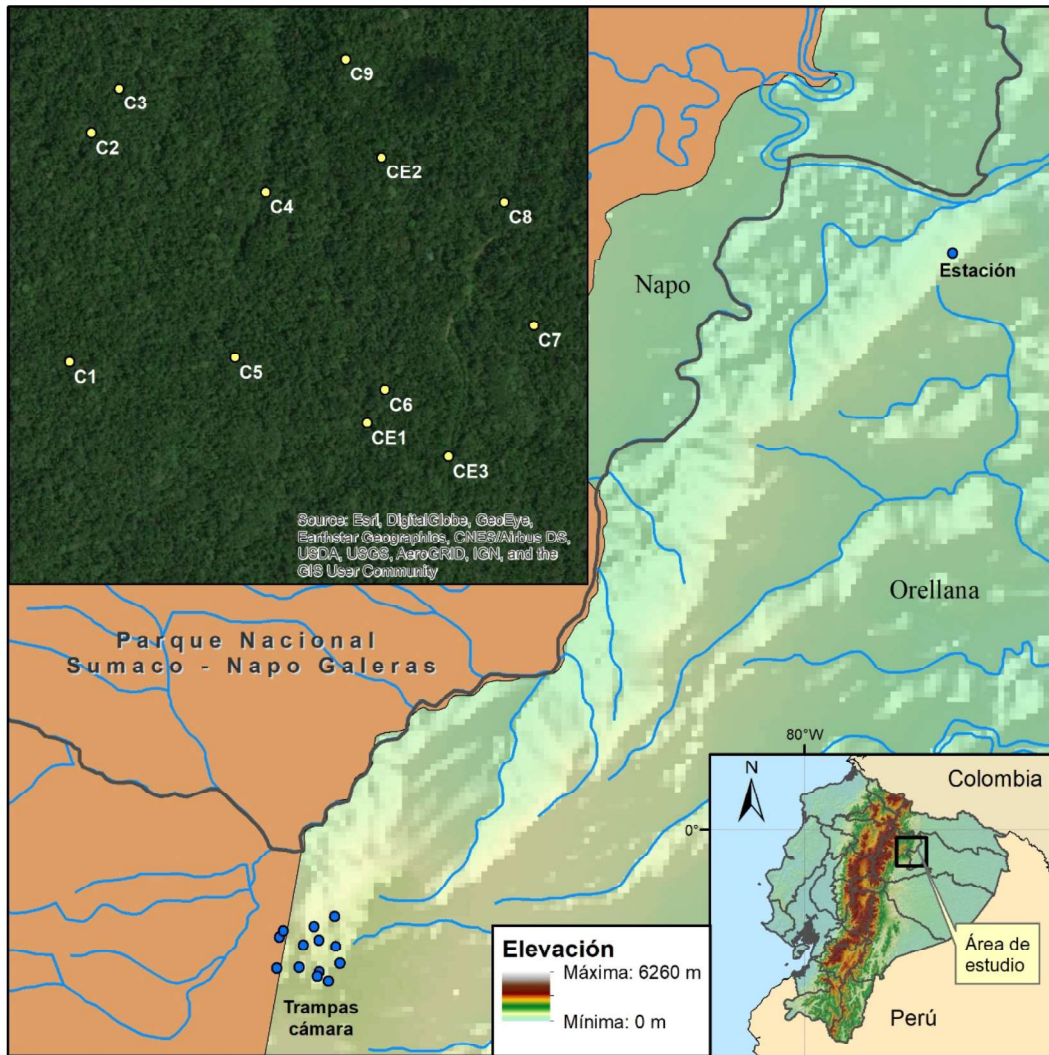 C9
C3
C2
CE2
C4
C8
C7
C1
C5
C6
CE1
CE3
Source: Esri, DigitalGlobe, GeoEye,
Earthstar Geographics, CNES/Airbus DS,
USDA, USGS, AeroGRID, IGN, and the
GIS User Community
Napo
Estación
Orellana
Parque Nacional
Sumaco - Napo Galeras
Trampas
cámara
Elevación
Máxima: 6260 m
Mínima: 0 m
80°W
N
Colombia
0°
Área de
estudio
Perú